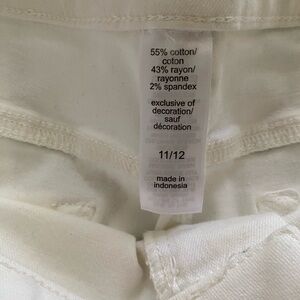 55% cotton/
coton
43% rayon/
rayonne
2% spandex
exclusive of
decoration/
sauf
décoration
11/12
made in
indonesia